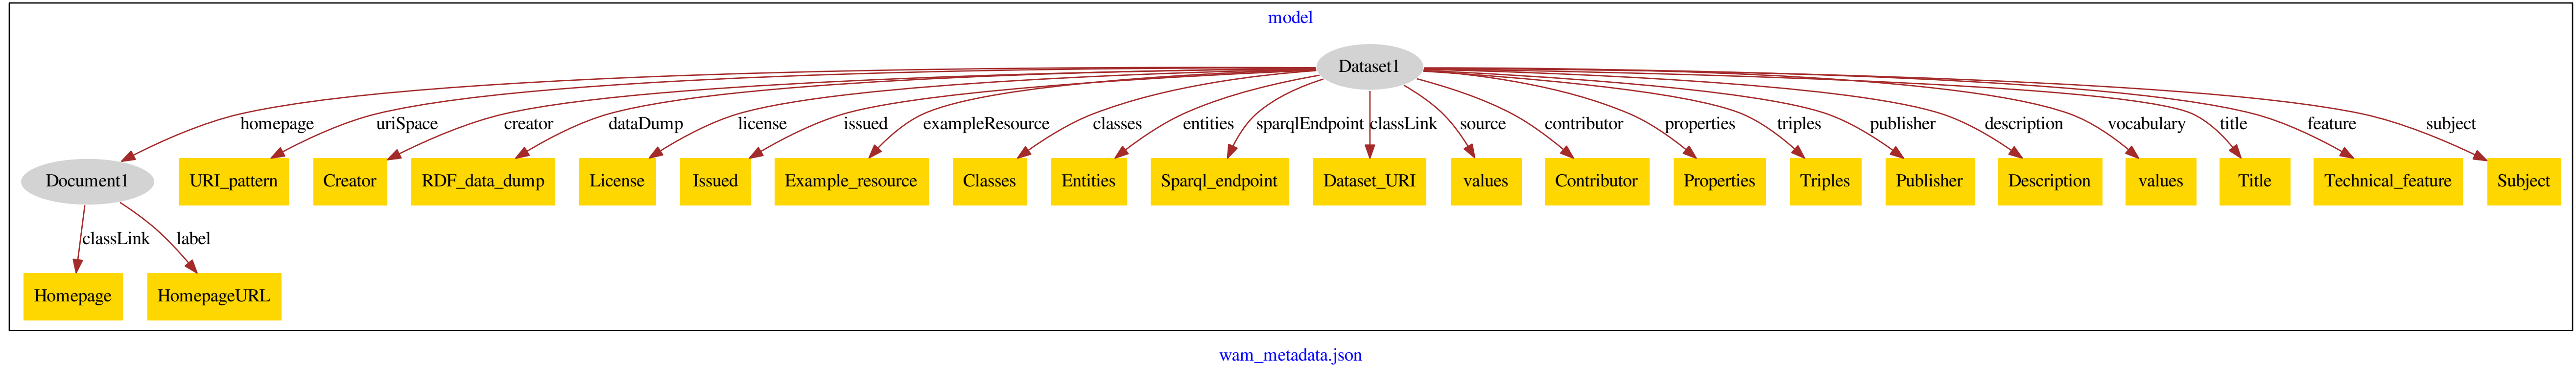 model
Dataset1
homepage
uriSpace
creator
dataDump
license
issued
exampleResource
classes
entities
sparqlEndpoint
classLink
source
contributor
properties
triples
publisher
description
vocabulary
title
feature
subject
Document1
URI_pattern
Creator
RDF_data_dump
License
Issued
Example_resource
Classes
Entities
Sparql_endpoint
Dataset_URI
values
Contributor
Properties
Triples
Publisher
Description
values
Title
Technical_feature
Subject
classLink
label
Homepage
HomepageURL
wam_metadata.json